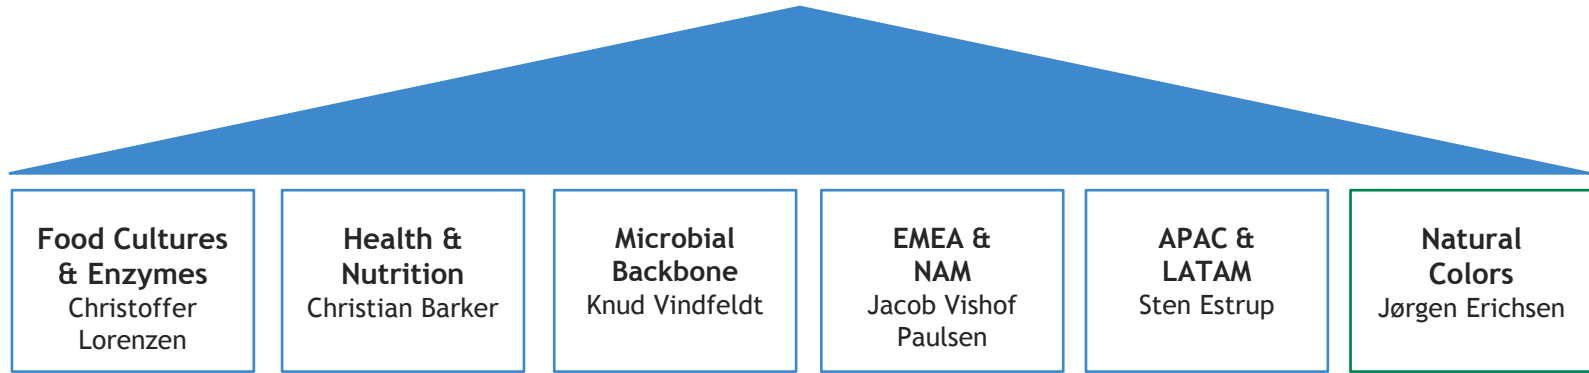 Food Cultures
& Enzymes
Christoffer
Lorenzen
Health &
Nutrition
Christian Barker
Microbial
Backbone
Knud Vindfeldt
EMEA &
NAM
Jacob Vishof
Paulsen
APAC &
LATAM
Sten Estrup
Natural
Colors
Jørgen Erichsen